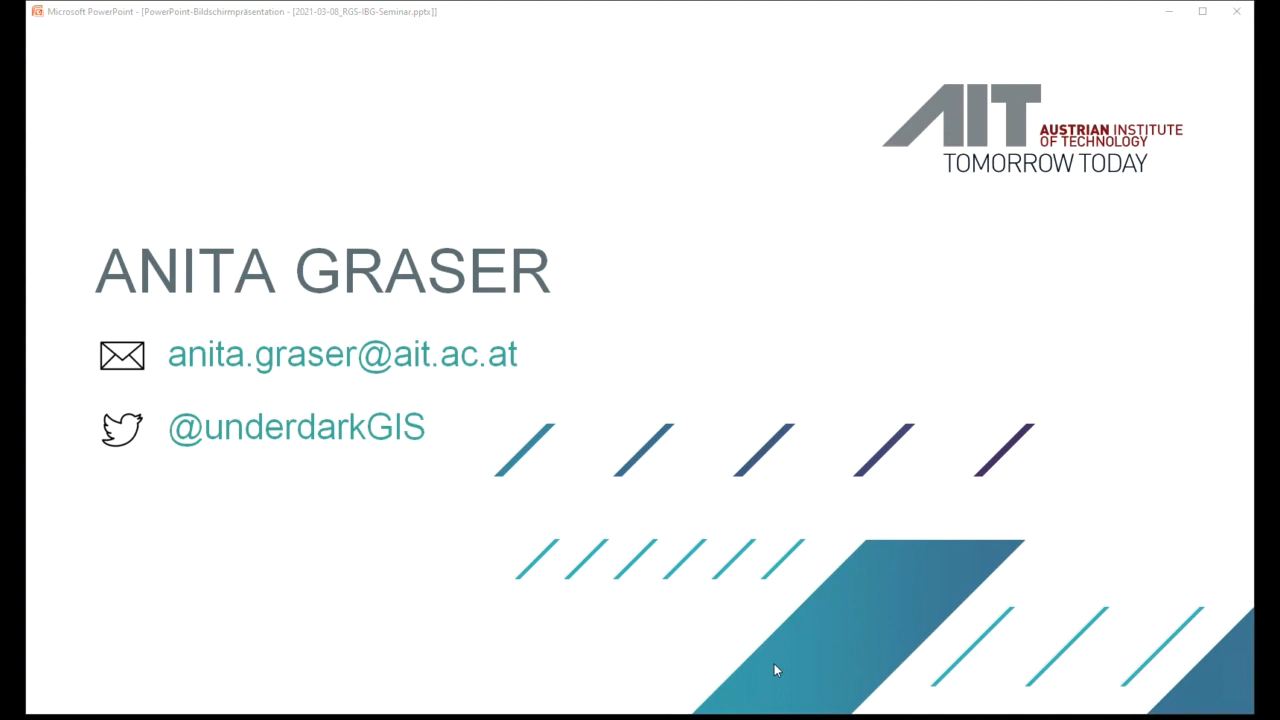 Microsoft PowerPoint - [PowerPoint-Bildschirmpräsentation - [2021-03-08_RGS-IBG-Seminar.pptx]]
AIT
AUSTRIAN INSTITUTE
OF TECHNOLOGY
TOMORROW TODAY
ANITA GRASER
anita.graser@ait.ac.at
@underdarkGIS